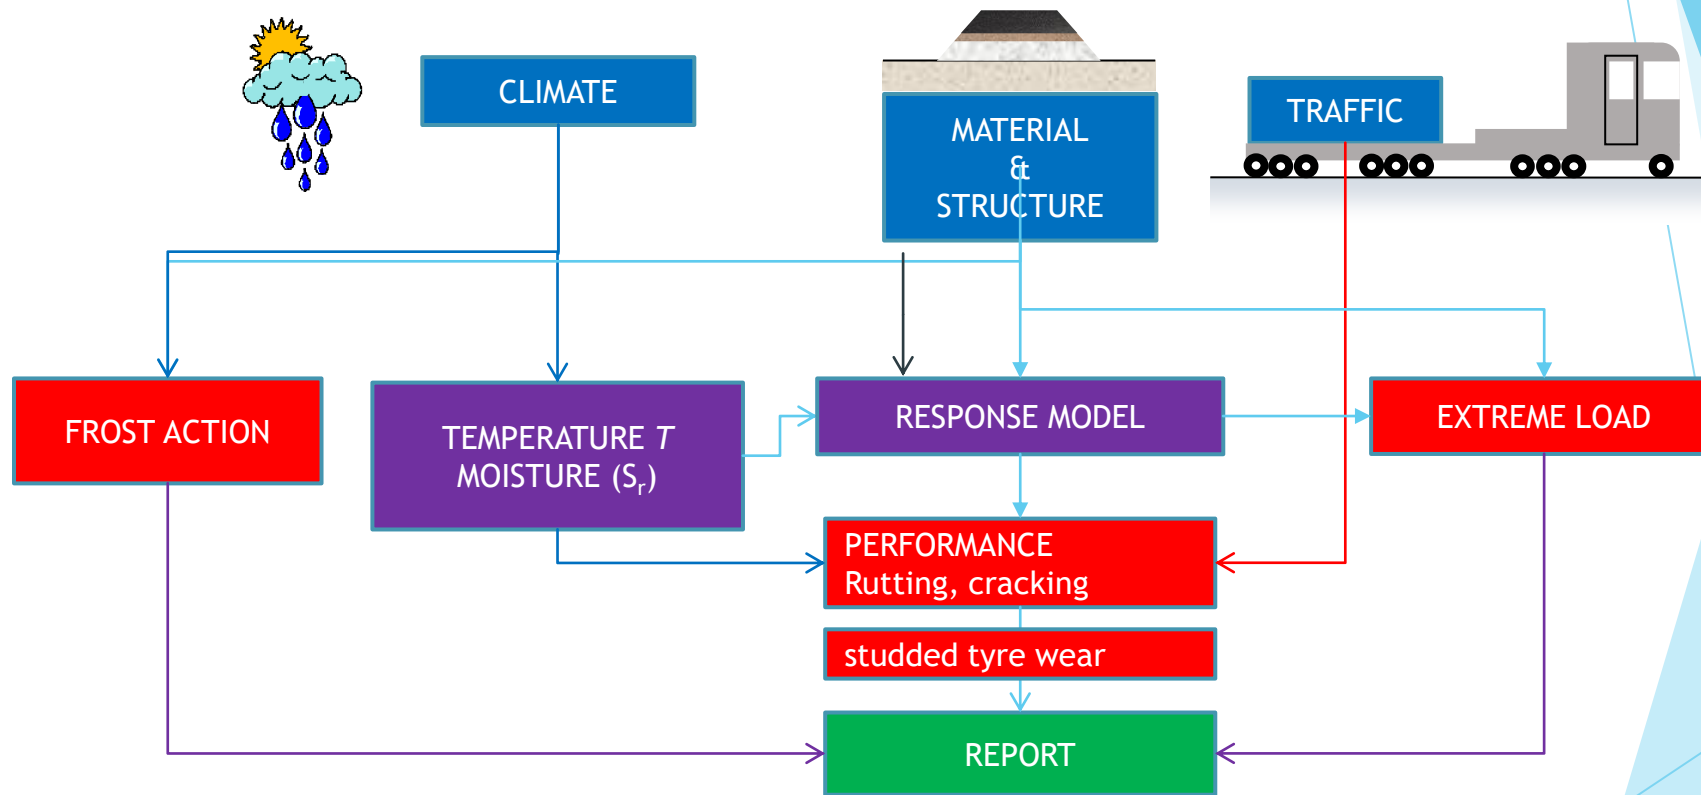 CLIMATE
MATERIAL
&
STRUCTURE
TRAFFIC
FROST ACTION
TEMPERATURE T
MOISTURE (Sᵣ)
RESPONSE MODEL
EXTREME LOAD
PERFORMANCE
Rutting, cracking
studded tyre wear
REPORT